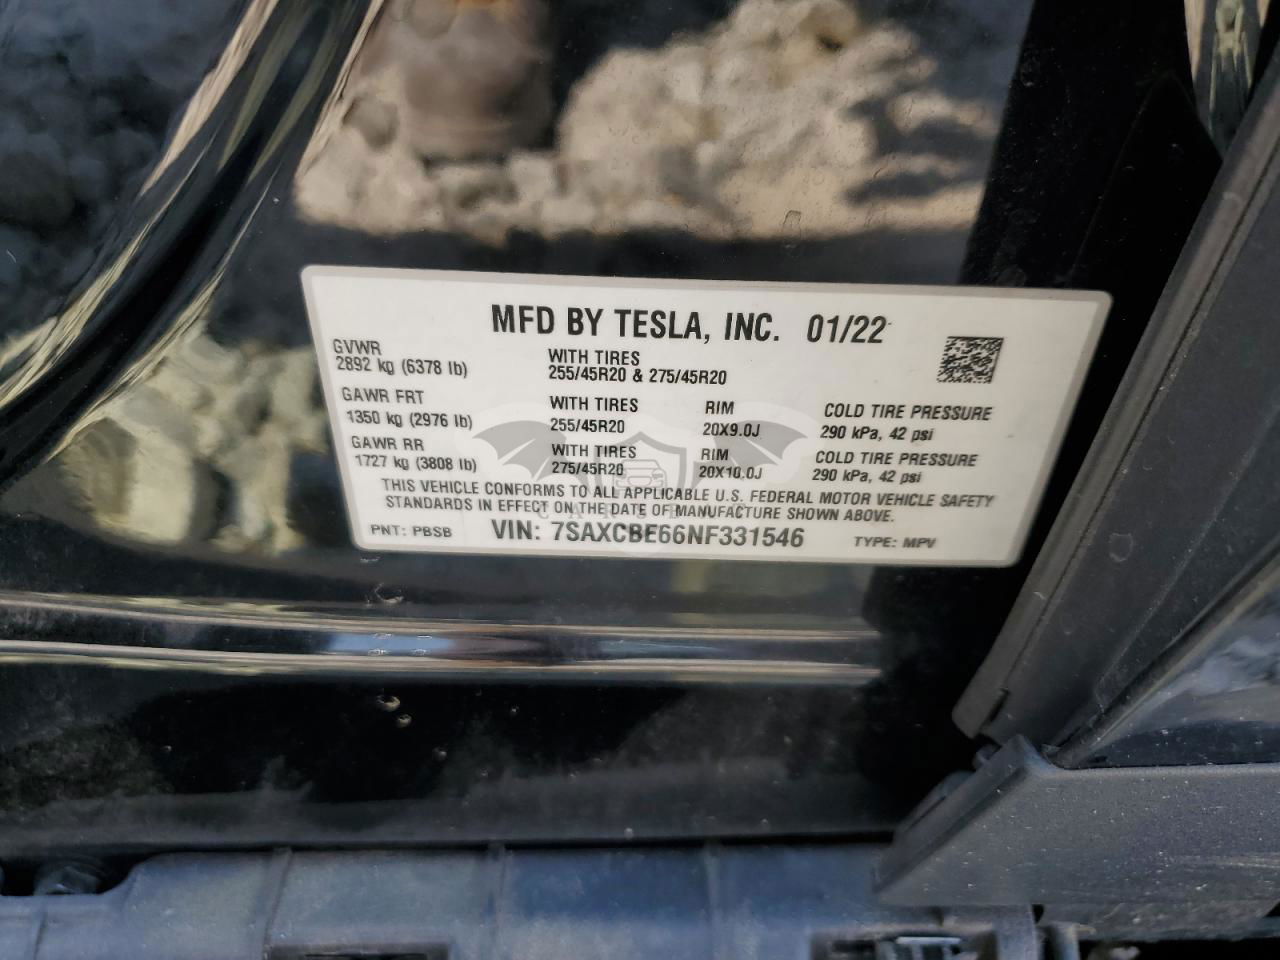 MFD BY TESLA, INC. 01/22
GVWR
2892 kg (6378 lb)
WITH TIRES
255/45R20 & 275/45R20
GAWR FRT
1350 kg (2976 lb)
WITH TIRES
255/45R20
RIM
20X9.0J
COLD TIRE PRESSURE
290 kPa, 42 psi
GAWR RR
1727 kg (3808 lb)
WITH TIRES
275/45R20
RIM
20X10.0J
COLD TIRE PRESSURE
290 kPa, 42 psi
THIS VEHICLE CONFORMS TO ALL APPLICABLE U.S. FEDERAL MOTOR VEHICLE SAFETY
STANDARDS IN EFFECT ON THE DATE OF MANUFACTURE SHOWN ABOVE.
PNT: PBSB VIN: 7SAXCBE66NF331546 TYPE: MPV